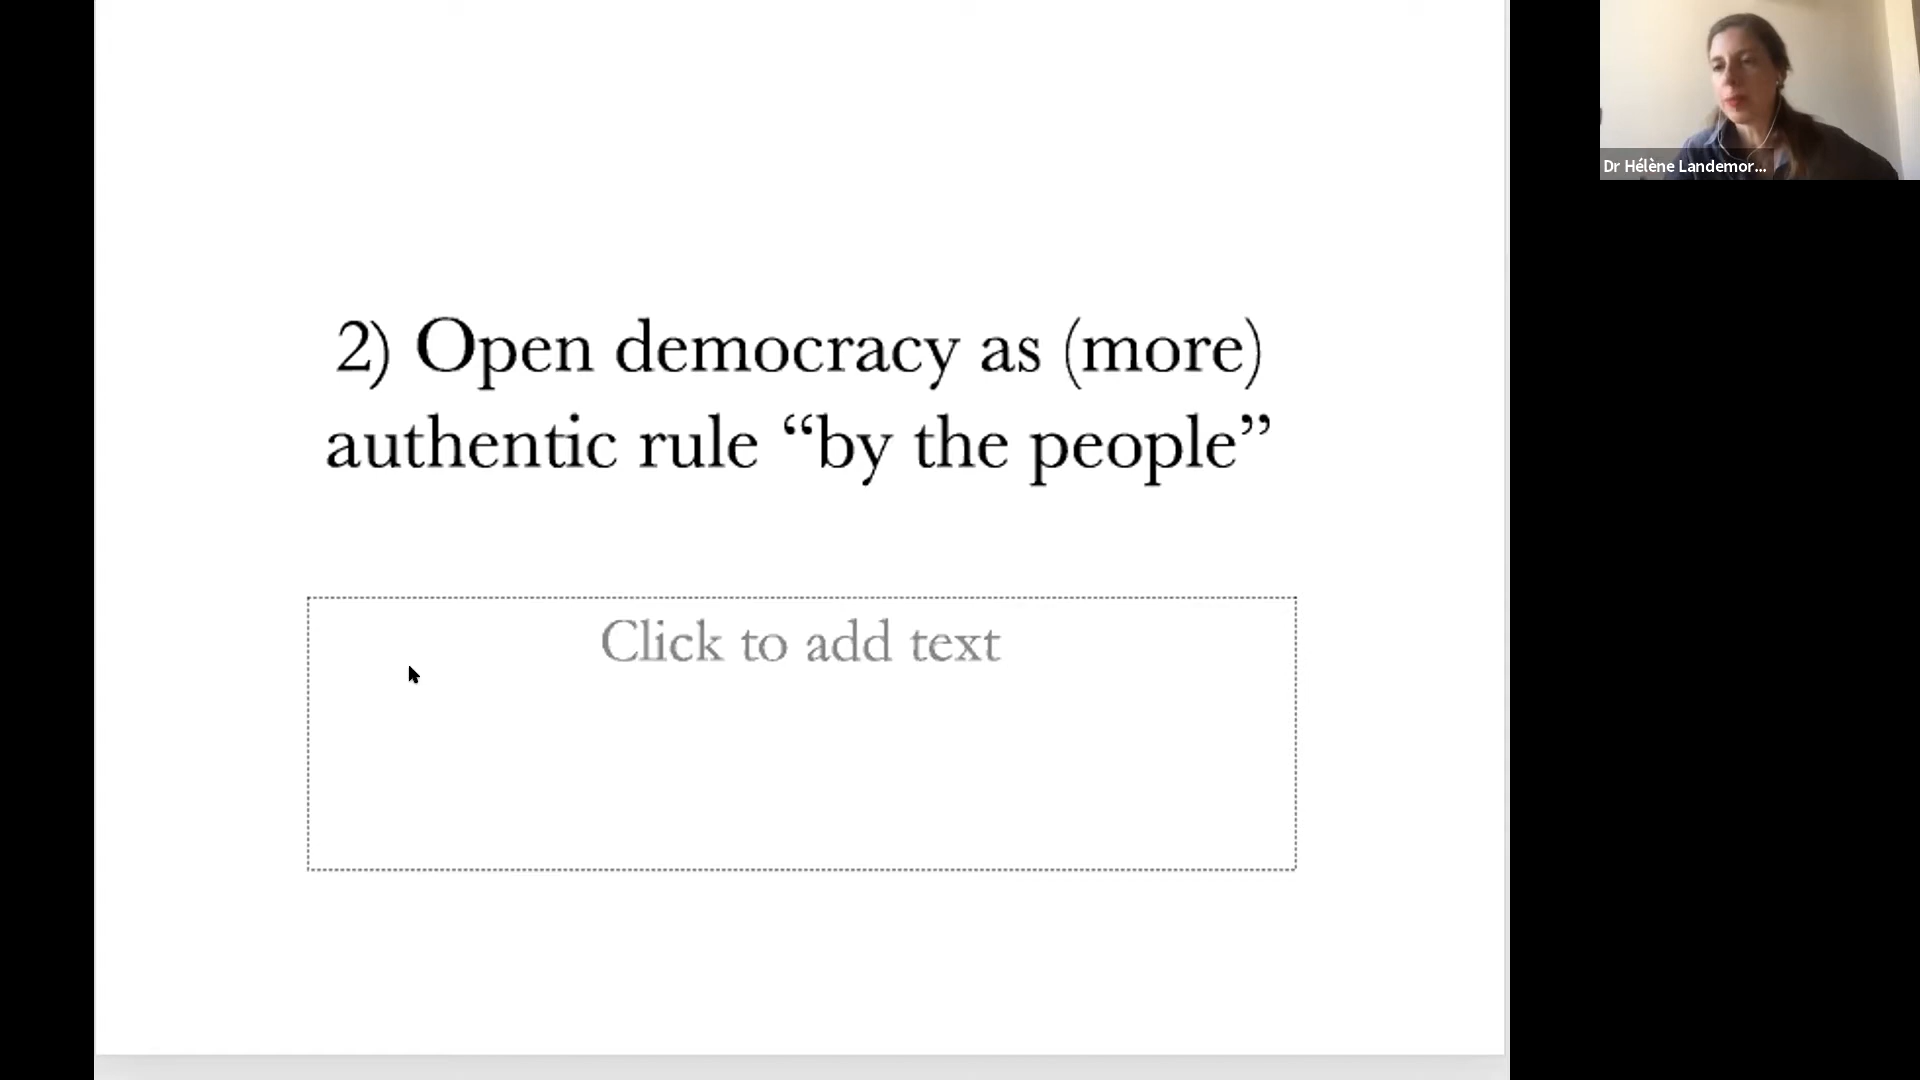 2) Open democracy as (more)
authentic rule “by the people”
Click to add text
Dr Hélène Landemor...